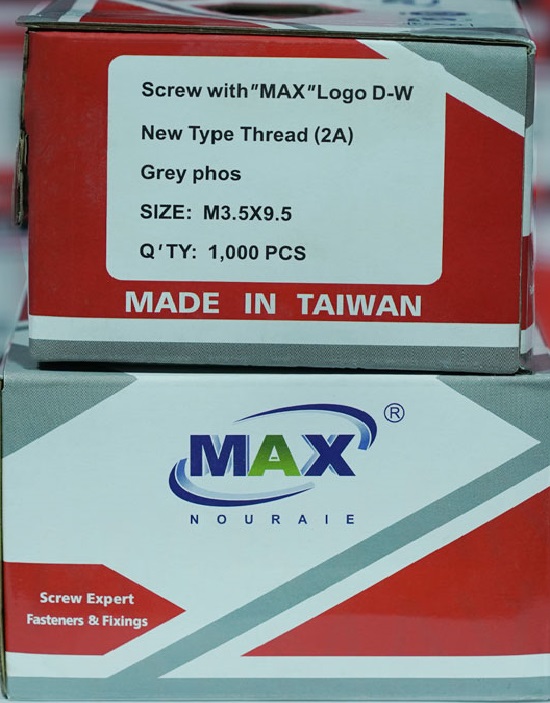 Screw with"MAX"Logo D-W
New Type Thread (2A)
Grey phos
SIZE: M3.5X9.5
Q'TY: 1,000 PCS
MADE IN TAIWAN
MAX ®
NOURAIE
Screw Expert
Fasteners & Fixings